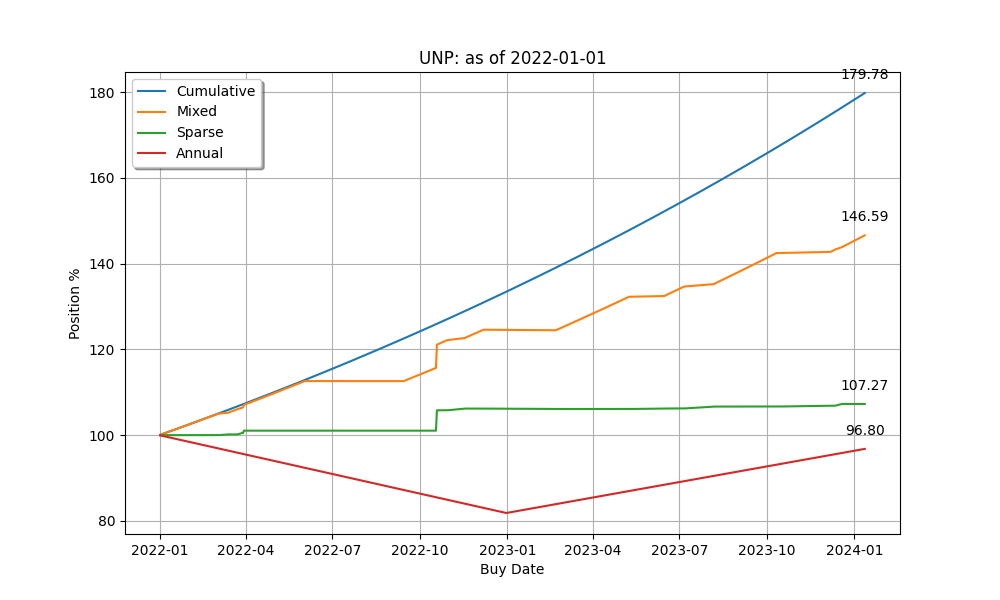 UNP: as of 2022-01-01
Cumulative
Mixed
Sparse
Annual
179.78
146.59
107.27
96.80
Position %
180
160
140
120
100
80
2022-01 2022-04 2022-07 2022-10 2023-01 2023-04 2023-07 2023-10 2024-01
Buy Date